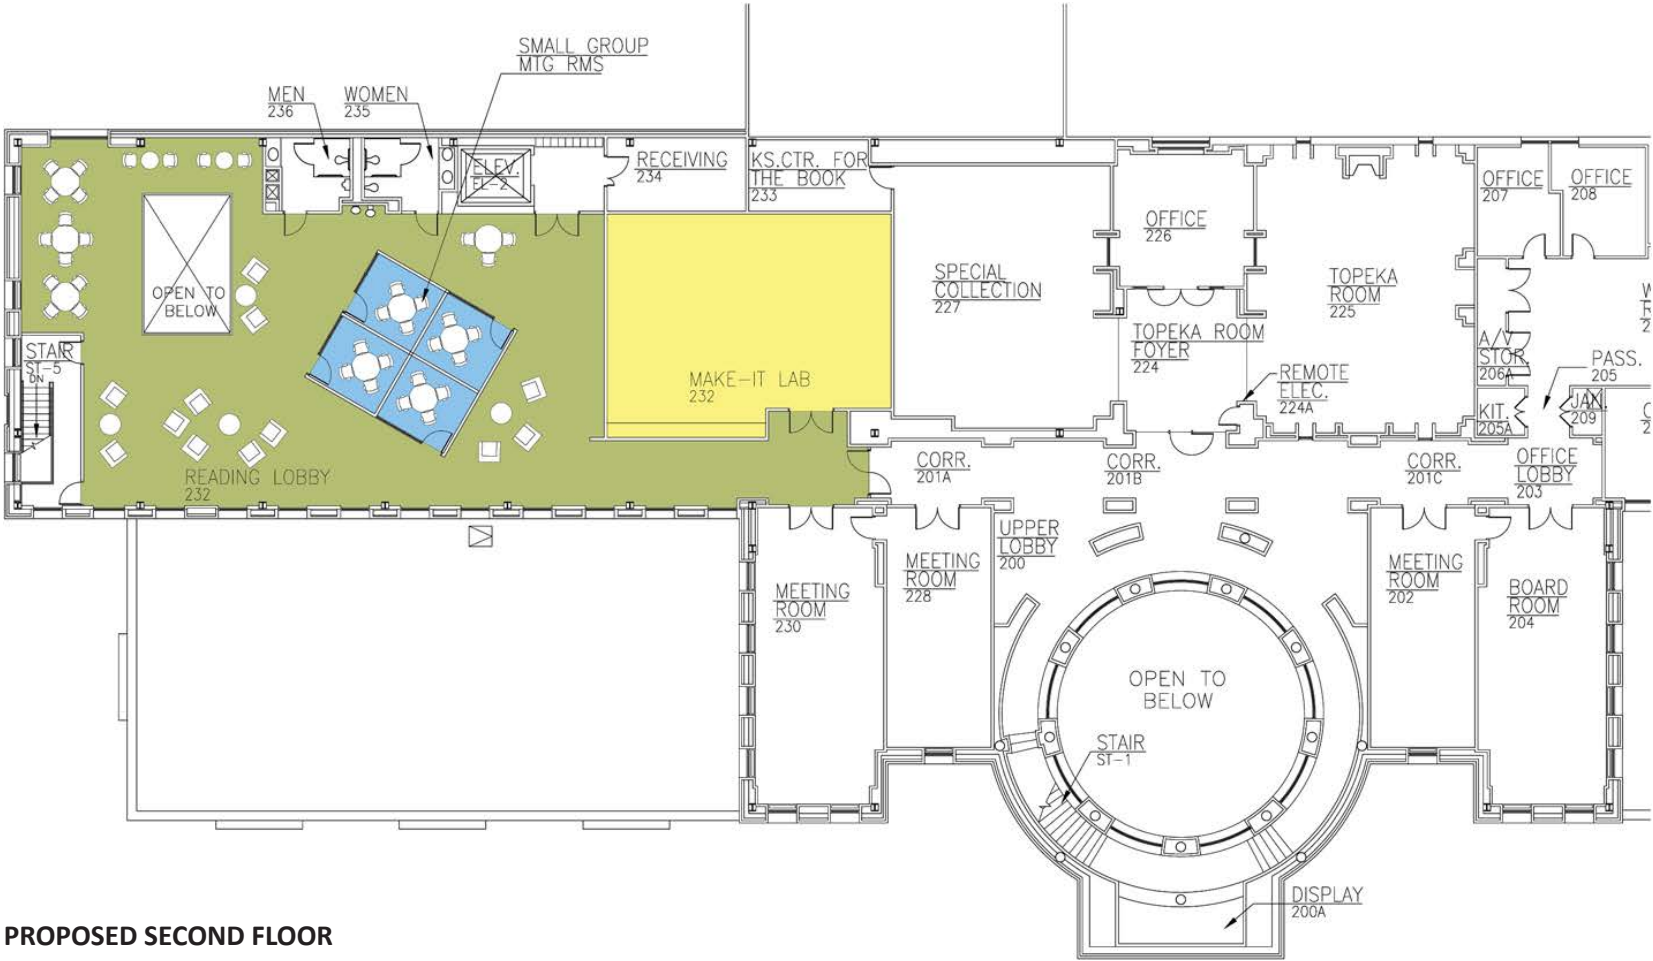 SMALL GROUP
MTG RMS
MEN
236
WOMEN
235
ELEV.
EL-2
RECEIVING
234
KS.CTR. FOR
THE BOOK
233
OFFICE
226
OFFICE
207
OFFICE
208
SPECIAL
COLLECTION
227
TOPEKA
ROOM
225
OPEN TO
BELOW
TOPEKA ROOM
FOYER
224
STAIR
ST-5
DN
MAKE-IT LAB
232
REMOTE
ELEC.
224A
A/V
STOR.
206A
PASS.
205
KIT.
205A
JAN.
209
READING LOBBY
232
CORR.
201A
CORR.
201B
CORR.
201C
OFFICE
LOBBY
203
UPPER
LOBBY
200
MEETING
ROOM
230
MEETING
ROOM
228
MEETING
ROOM
202
BOARD
ROOM
204
OPEN TO
BELOW
STAIR
ST-1
DISPLAY
200A
PROPOSED SECOND FLOOR